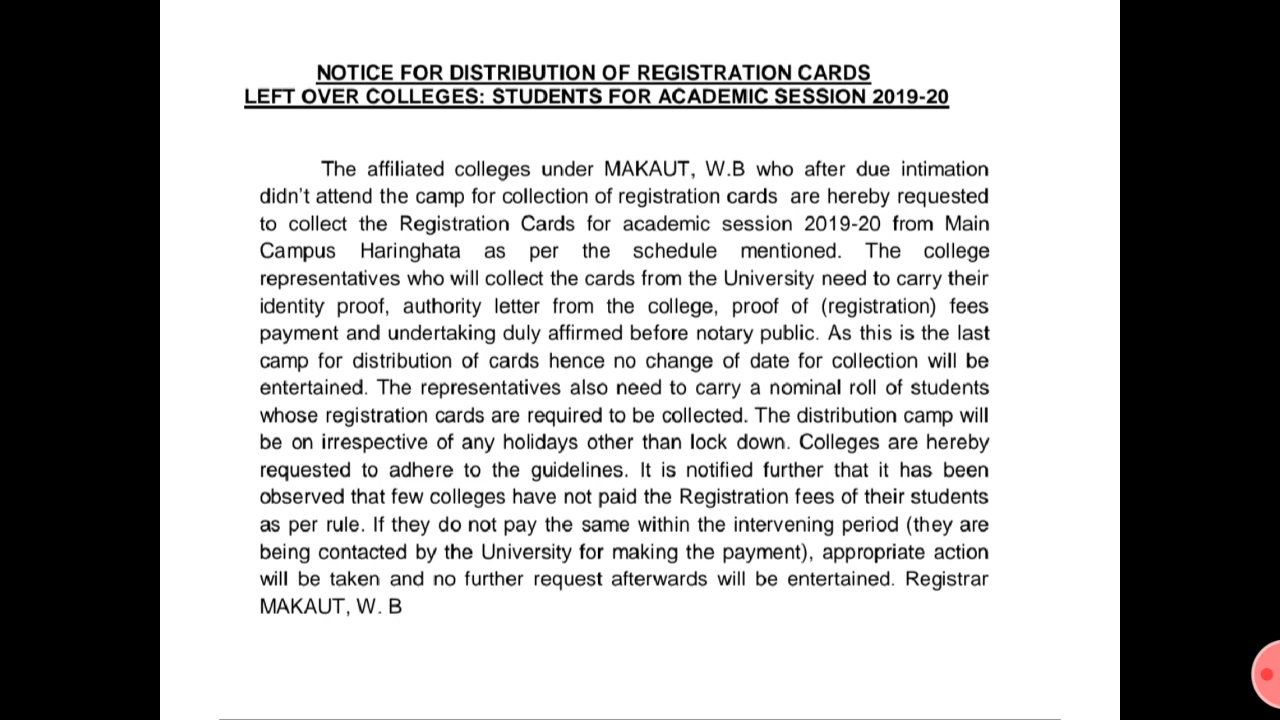 NOTICE FOR DISTRIBUTION OF REGISTRATION CARDS
LEFT OVER COLLEGES: STUDENTS FOR ACADEMIC SESSION 2019-20
The affiliated colleges under MAKAUT, W.B who after due intimation
didn't attend the camp for collection of registration cards are hereby requested
to collect the Registration Cards for academic session 2019-20 from Main
Campus Haringhata as per the schedule mentioned. The college
representatives who will collect the cards from the University need to carry their
identity proof, authority letter from the college, proof of (registration) fees
payment and undertaking duly affirmed before notary public. As this is the last
camp for distribution of cards hence no change of date for collection will be
entertained. The representatives also need to carry a nominal roll of students
whose registration cards are required to be collected. The distribution camp will
be on irrespective of any holidays other than lock down. Colleges are hereby
requested to adhere to the guidelines. It is notified further that it has been
observed that few colleges have not paid the Registration fees of their students
as per rule. If they do not pay the same within the intervening period (they are
being contacted by the University for making the payment), appropriate action
will be taken and no further request afterwards will be entertained. Registrar
MAKAUT, W. B